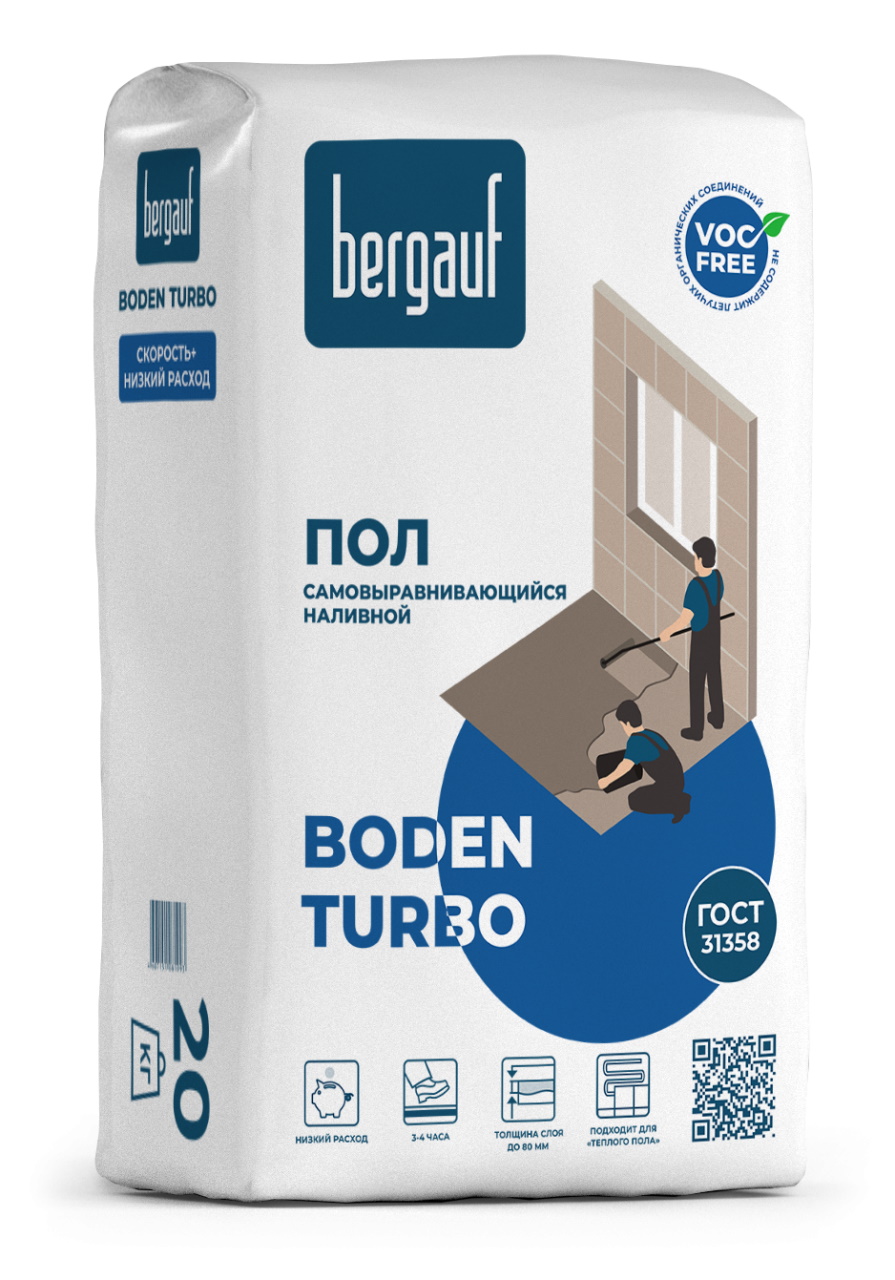 bergauf
BODEN TURBO
СКОРОСТЬ+
НИЗКИЙ РАСХОД
20
КГ
bergauf
VOC
FREE
НЕ СОДЕРЖИТ ЛЕТУЧИХ ОРГАНИЧЕСКИХ СОЕДИНЕНИЙ
ПОЛ
САМОВЫРАВНИВАЮЩИЙСЯ
НАЛИВНОЙ
BODEN
TURBO
ГОСТ
31358
НИЗКИЙ РАСХОД
3-4 ЧАСА
ТОЛЩИНА СЛОЯ
ДО 80 ММ
ПОДХОДИТ ДЛЯ
«ТЕПЛОГО ПОЛА»